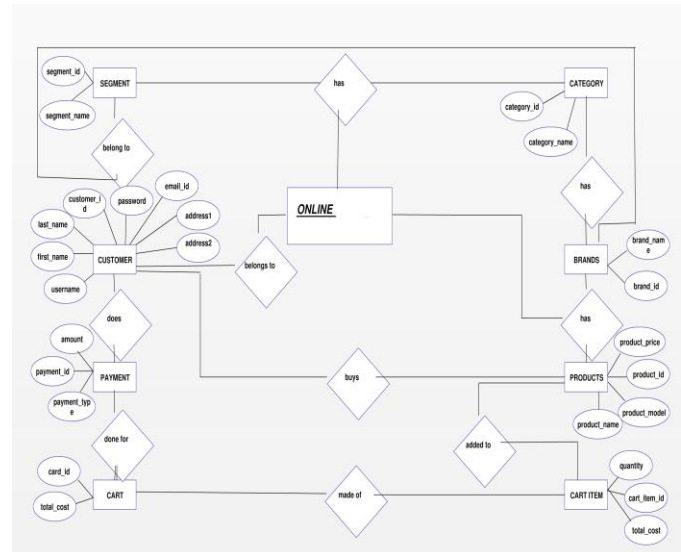 segment_id
SEGMENT
has
CATEGORY
category_id
segment_name
category_name
belong to
email_id
has
customer_i
d
password
ONLINE
address1
last_name
brand_nam
e
address2
first_name
CUSTOMER
belongs to
BRANDS
brand_id
username
does
has
amount
product_price
payment_id
PAYMENT
buys
PRODUCTS
product_id
payment_typ
e
product_model
product_name
done for
added to
card_id
quantity
CART
made of
CART ITEM
cart_item_id
total_cost
total_cost